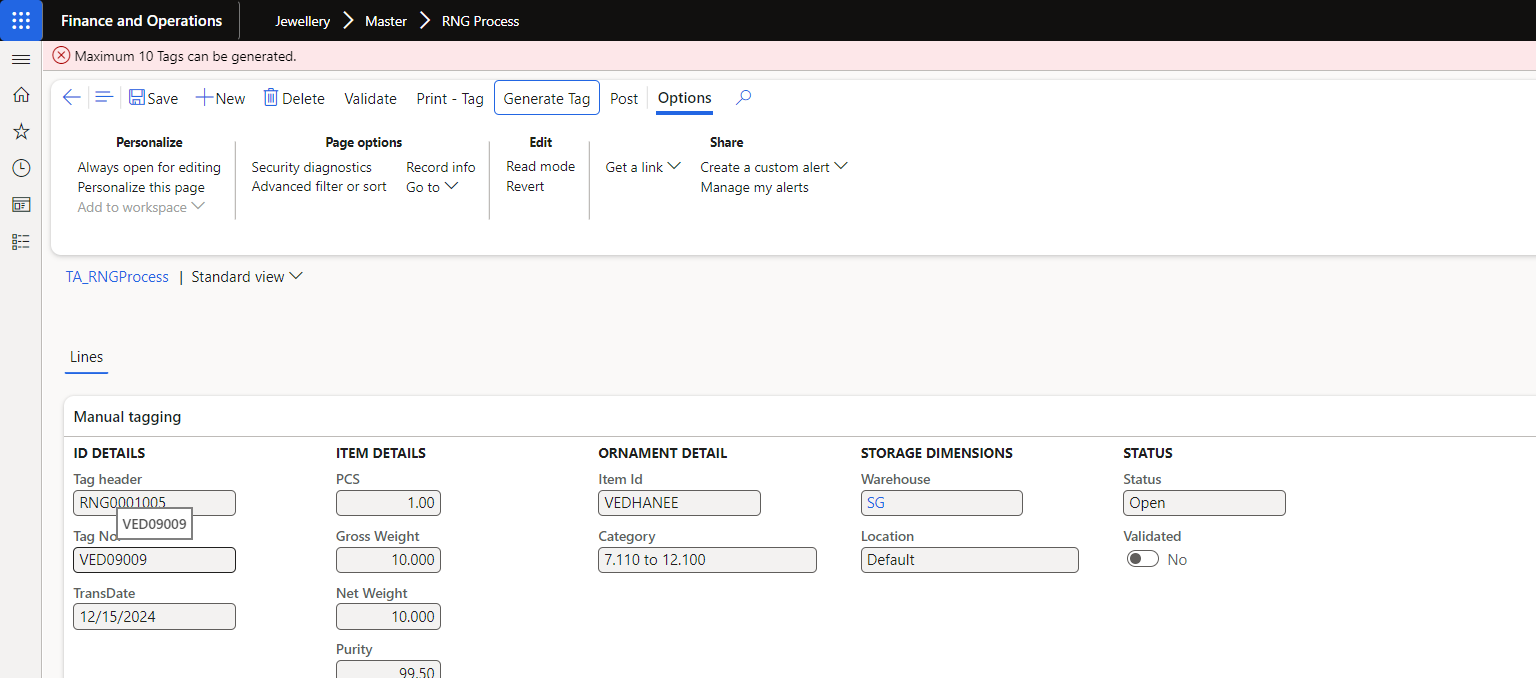 Finance and Operations
Jewellery > Master > RNG Process
Maximum 10 Tags can be generated.
Save New Delete Validate Print - Tag Generate Tag Post Options
Personalize
Always open for editing
Personalize this page
Add to workspace
Page options
Security diagnostics
Advanced filter or sort
Record info
Go to
Edit
Read mode
Revert
Share
Get a link
Create a custom alert
Manage my alerts
TA_RNGProcess | Standard view
Lines
Manual tagging
ID DETAILS
Tag header
RNG0001005
VED09009
Tag No
VED09009
TransDate
12/15/2024
ITEM DETAILS
PCS
1.00
Gross Weight
10.000
Net Weight
10.000
Purity
99.50
ORNAMENT DETAIL
Item Id
VEDHANEE
Category
7.110 to 12.100
STORAGE DIMENSIONS
Warehouse
SG
Location
Default
STATUS
Status
Open
Validated
No